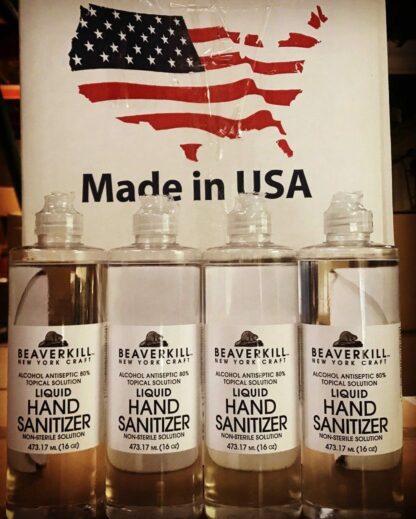 Made in USA
BEAVERKILL™
NEW YORK CRAFT
ALCOHOL ANTISEPTIC 80%
TOPICAL SOLUTION
LIQUID
HAND
SANITIZER
NON-STERILE SOLUTION
473.17 ML (16 oz)
BEAVERKILL™
NEW YORK CRAFT
ALCOHOL ANTISEPTIC 80%
TOPICAL SOLUTION
LIQUID
HAND
SANITIZER
NON-STERILE SOLUTION
473.17 ML (16 oz)
BEAVERKILL™
NEW YORK CRAFT
ALCOHOL ANTISEPTIC 80%
TOPICAL SOLUTION
LIQUID
HAND
SANITIZER
NON-STERILE SOLUTION
473.17 ML (16 oz)
BEAVERKILL™
NEW YORK CRAFT
ALCOHOL ANTISEPTIC 80%
TOPICAL SOLUTION
LIQUID
HAND
SANITIZER
NON-STERILE SOLUTION
473.17 ML (16 oz)